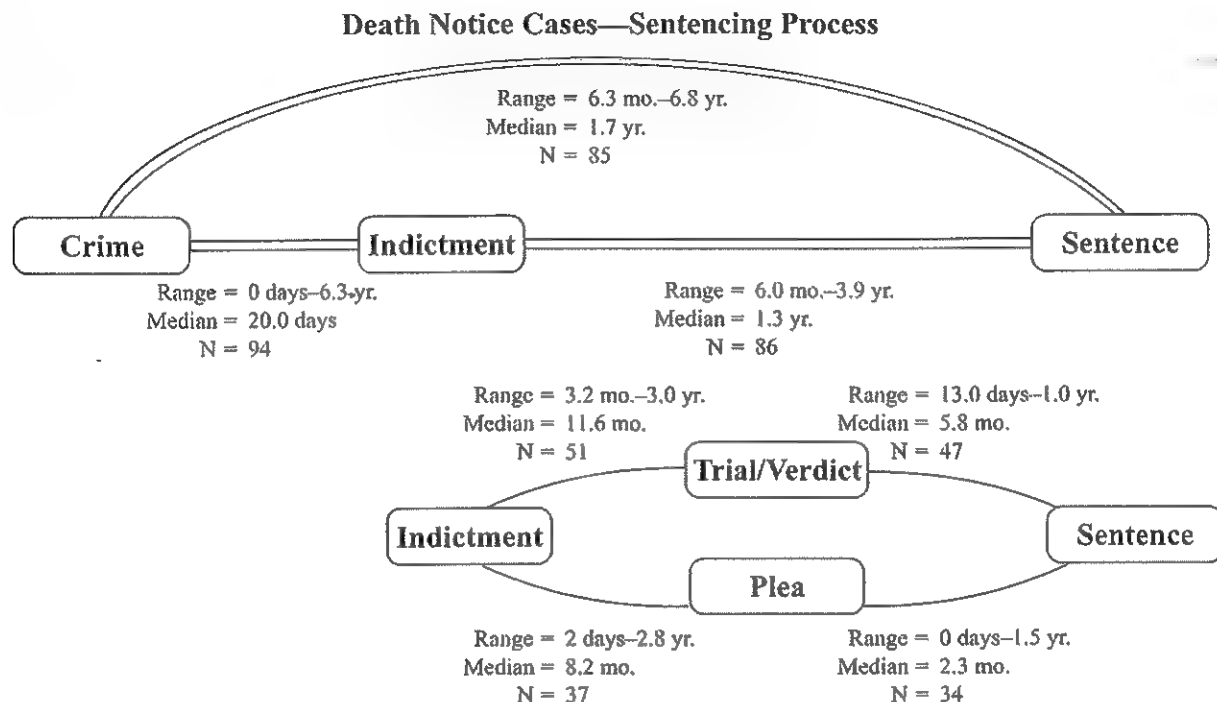 Death Notice Cases—Sentencing Process
Range = 6.3 mo.–6.8 yr.
Median = 1.7 yr.
N = 85
Crime
Indictment
Sentence
Range = 0 days–6.3 yr.
Median = 20.0 days
N = 94
Range = 6.0 mo.–3.9 yr.
Median = 1.3 yr.
N = 86
Range = 3.2 mo.–3.0 yr.
Median = 11.6 mo.
N = 51
Range = 13.0 days–1.0 yr.
Median = 5.8 mo.
N = 47
Trial/Verdict
Indictment
Sentence
Plea
Range = 2 days–2.8 yr.
Median = 8.2 mo.
N = 37
Range = 0 days–1.5 yr.
Median = 2.3 mo.
N = 34